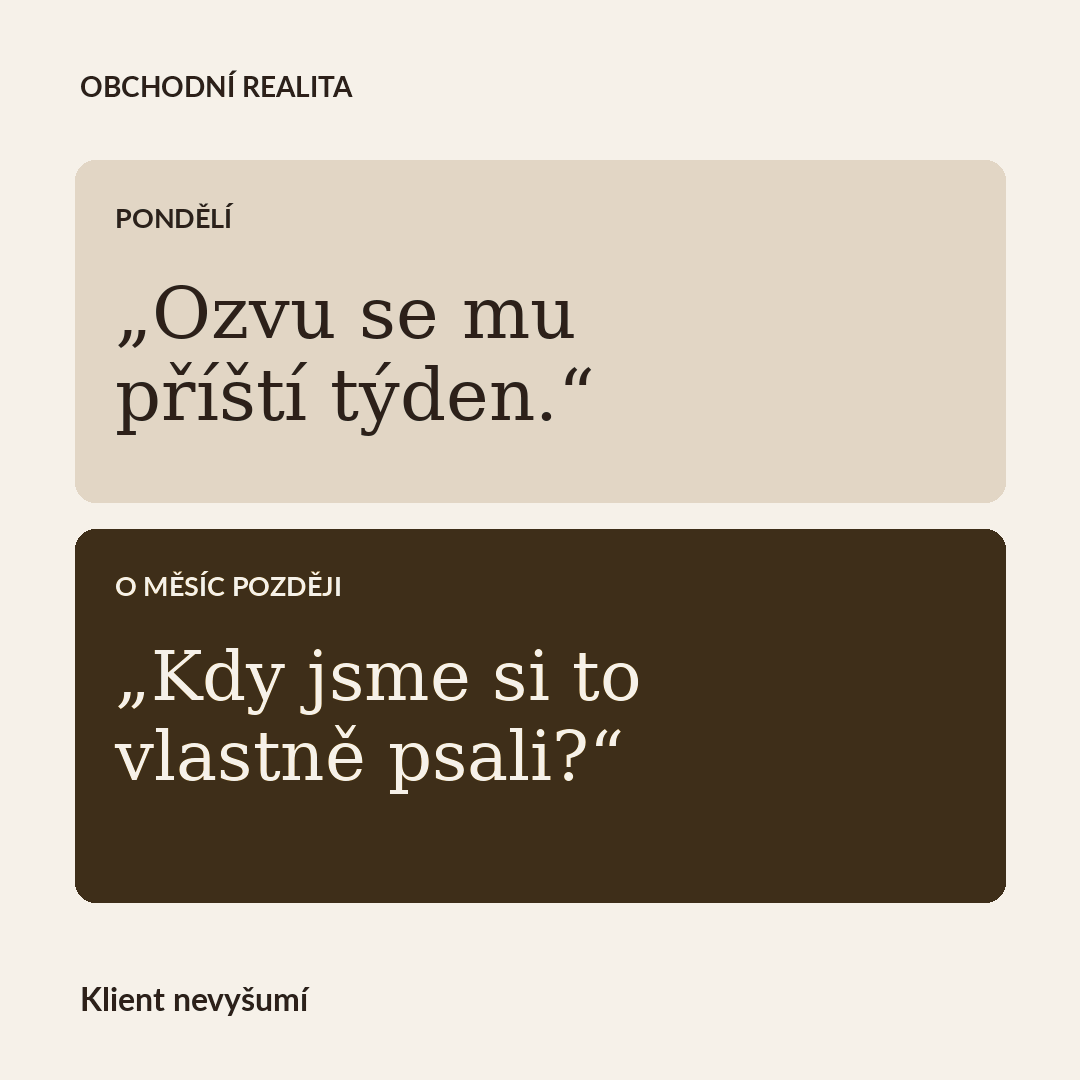 OBCHODNÍ REALITA
PONDĚLÍ
„Ozvu se mu
příští týden.“
O MĚSÍC POZDĚJI
„Kdy jsme si to
vlastně psali?“
Klient nevyšumí